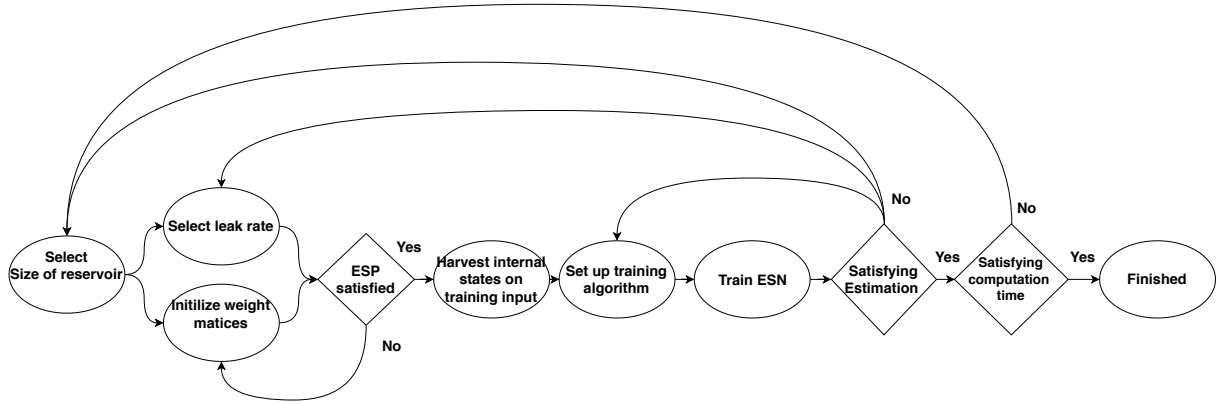 Select
Size of reservoir
Select leak rate
Initilize weight
matices
ESP
satisfied
Yes
No
Harvest internal
states on
training input
Set up training
algorithm
Train ESN
Satisfying
Estimation
No
Yes
Satisfying
computation
time
No
Yes
Finished